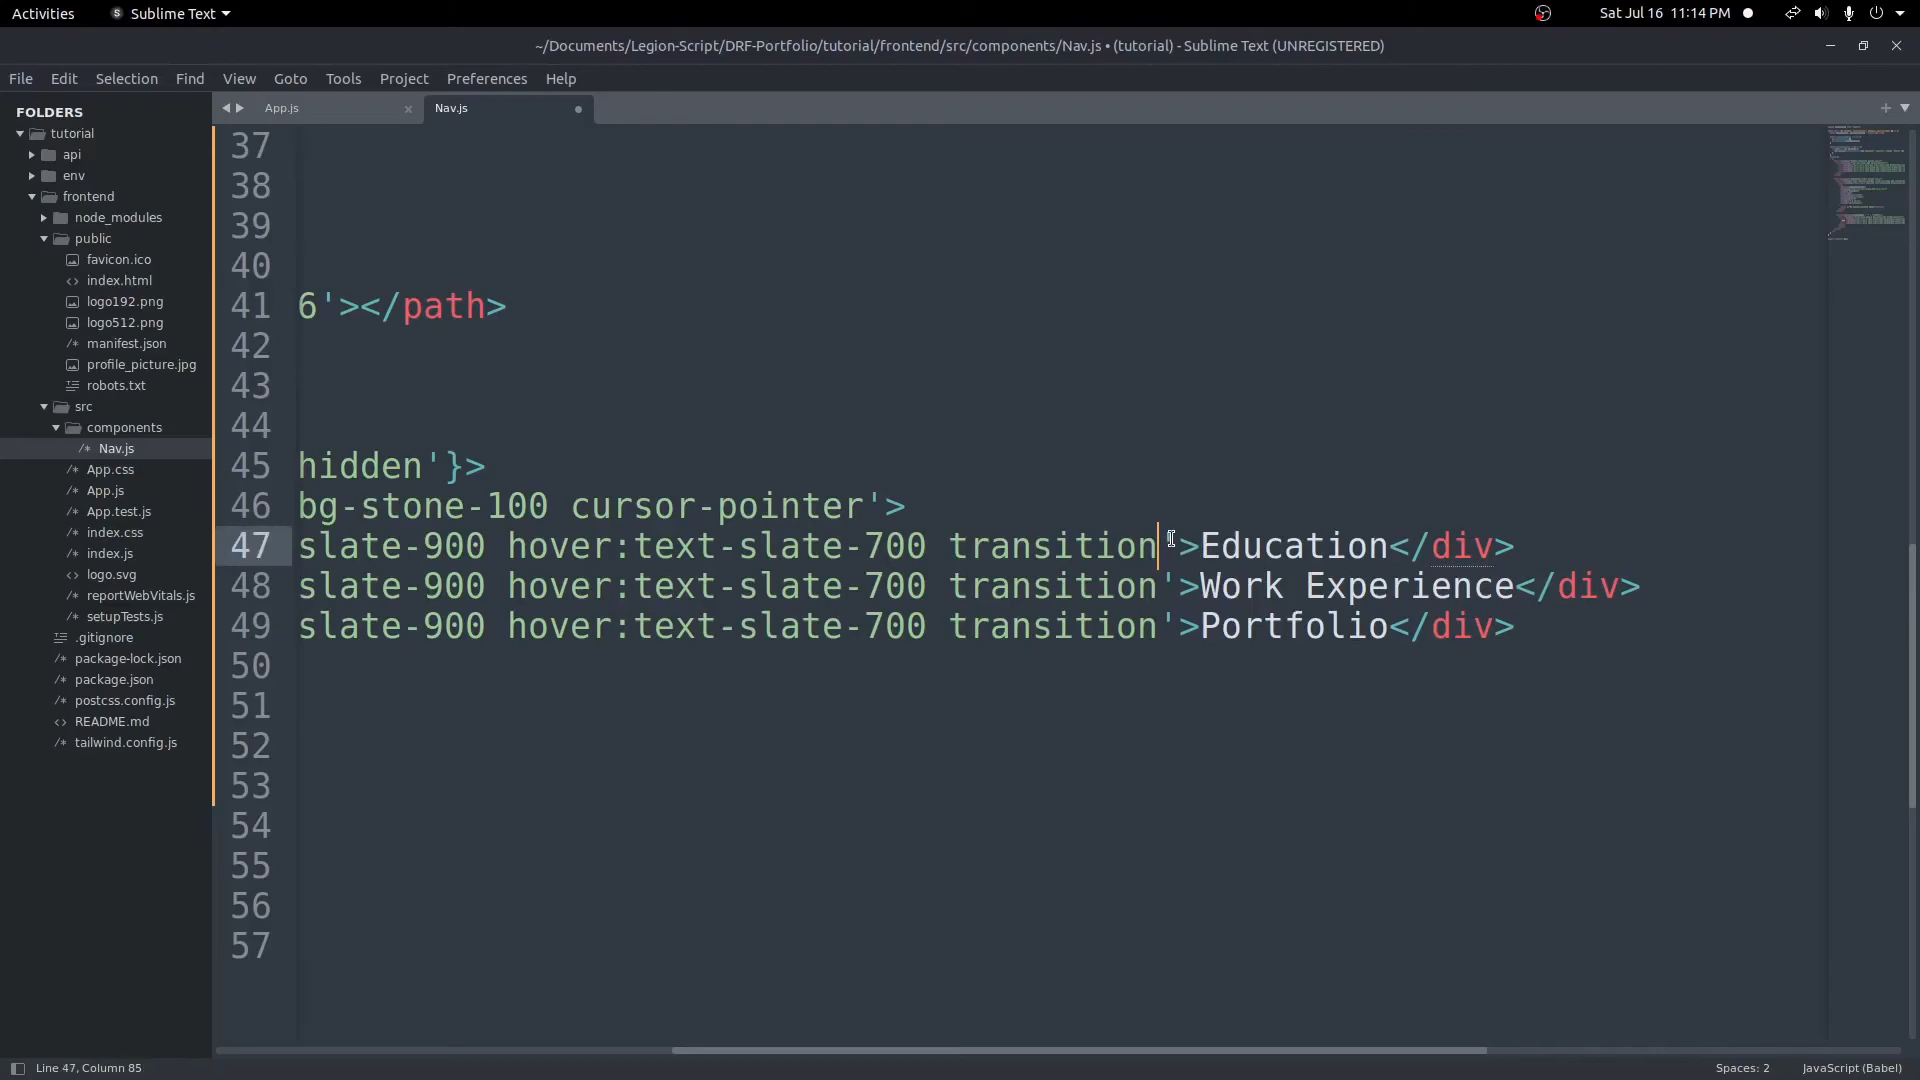 Activities
Sublime Text
Sat Jul 16 11:14 PM
~/Documents/Legion-Script/DRF-Portfolio/tutorial/frontend/src/components/Nav.js • (tutorial) - Sublime Text (UNREGISTERED)
File Edit Selection Find View Goto Tools Project Preferences Help
FOLDERS
tutorial
api
env
frontend
node_modules
public
favicon.ico
<> index.html
logo192.png
logo512.png
/* manifest.json
profile_picture.jpg
robots.txt
src
components
/* Nav.js
/* App.css
/* App.js
/* App.test.js
/* index.css
/* index.js
<> logo.svg
/* reportWebVitals.js
/* setupTests.js
.gitignore
/* package-lock.json
/* package.json
/* postcss.config.js
<> README.md
/* tailwind.config.js
App.js
Nav.js
37
38
39
40
41 6'></path>
42
43
44
45 hidden'}>
46 bg-stone-100 cursor-pointer'>
47 slate-900 hover:text-slate-700 transition'>Education</div>
48 slate-900 hover:text-slate-700 transition'>Work Experience</div>
49 slate-900 hover:text-slate-700 transition'>Portfolio</div>
50
51
52
53
54
55
56
57
Line 47, Column 85
Spaces: 2
JavaScript (Babel)